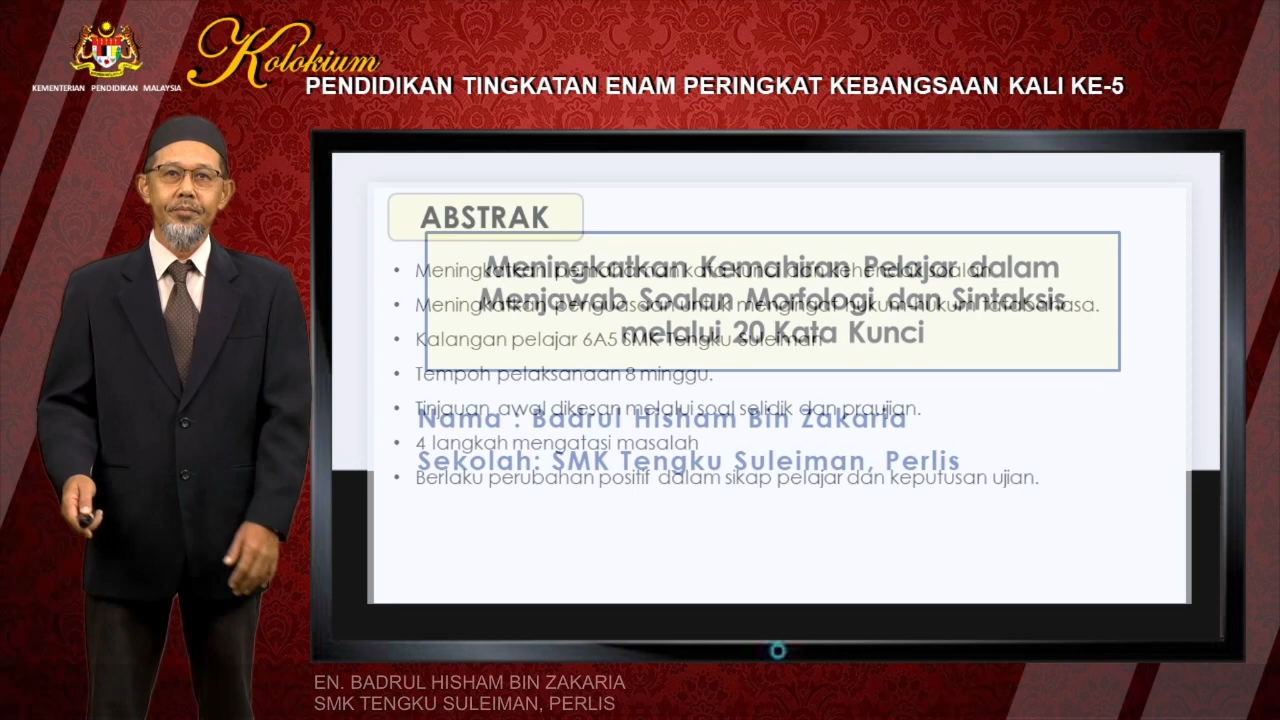 KEMENTERIAN PENDIDIKAN MALAYSIA
Kolokium
PENDIDIKAN TINGKATAN ENAM PERINGKAT KEBANGSAAN KALI KE-5
ABSTRAK
Meningkatkan Kemahiran Pelajar dalam
Menjawab Soalan Morfologi dan Sintaksis
melalui 20 Kata Kunci
• Meningkatkan pemahaman kata kunci dan kehendak soalan.
• Meningkatkan penguasaan untuk mengingat hukum-hukum tatabahasa.
• Kalangan pelajar 6A5 SMK Tengku Suleiman
• Tempoh pelaksanaan 8 minggu.
• Tinjauan awal dikesan melalui soal selidik dan praujian.
Nama : Badrul Hisham Bin Zakaria
• 4 langkah mengatasi masalah
Sekolah: SMK Tengku Suleiman, Perlis
• Berlaku perubahan positif dalam sikap pelajar dan keputusan ujian.
EN. BADRUL HISHAM BIN ZAKARIA
SMK TENGKU SULEIMAN, PERLIS